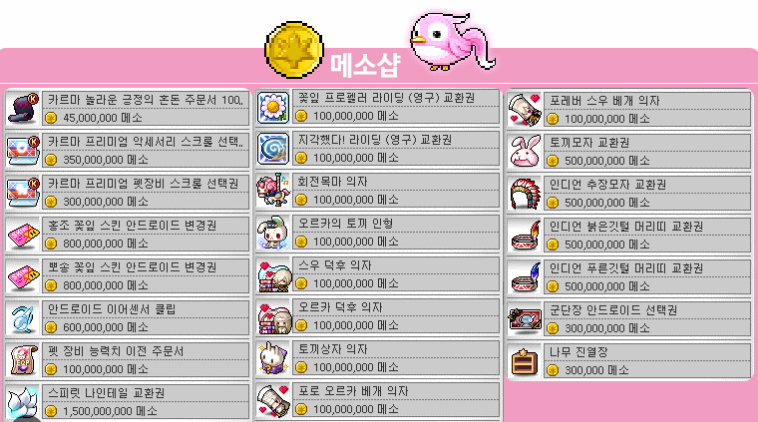 메소샵
카르마 놀라운 긍정의 혼돈 주문서 100..
45,000,000 메소
카르마 프리미엄 악세서리 스크롤 선택..
350,000,000 메소
카르마 프리미엄 펫장비 스크롤 선택권
300,000,000 메소
홍조 꽃잎 스킨 안드로이드 변경권
800,000,000 메소
뽀송 꽃잎 스킨 안드로이드 변경권
800,000,000 메소
안드로이드 이어센서 클립
600,000,000 메소
펫 장비 능력치 이전 주문서
100,000,000 메소
스피릿 나인테일 교환권
1,500,000,000 메소
꽃잎 프로펠러 라이딩 (영구) 교환권
100,000,000 메소
지각했다! 라이딩 (영구) 교환권
100,000,000 메소
회전목마 의자
100,000,000 메소
오르카의 토끼 인형
100,000,000 메소
스우 덕후 의자
100,000,000 메소
오르카 덕후 의자
100,000,000 메소
토끼상자 의자
100,000,000 메소
포로 오르카 베개 의자
100,000,000 메소
포레버 스우 베개 의자
100,000,000 메소
토끼모자 교환권
500,000,000 메소
인디언 추장모자 교환권
500,000,000 메소
인디언 붉은깃털 머리띠 교환권
500,000,000 메소
인디언 푸른깃털 머리띠 교환권
500,000,000 메소
군단장 안드로이드 선택권
300,000,000 메소
나무 진열장
300,000 메소